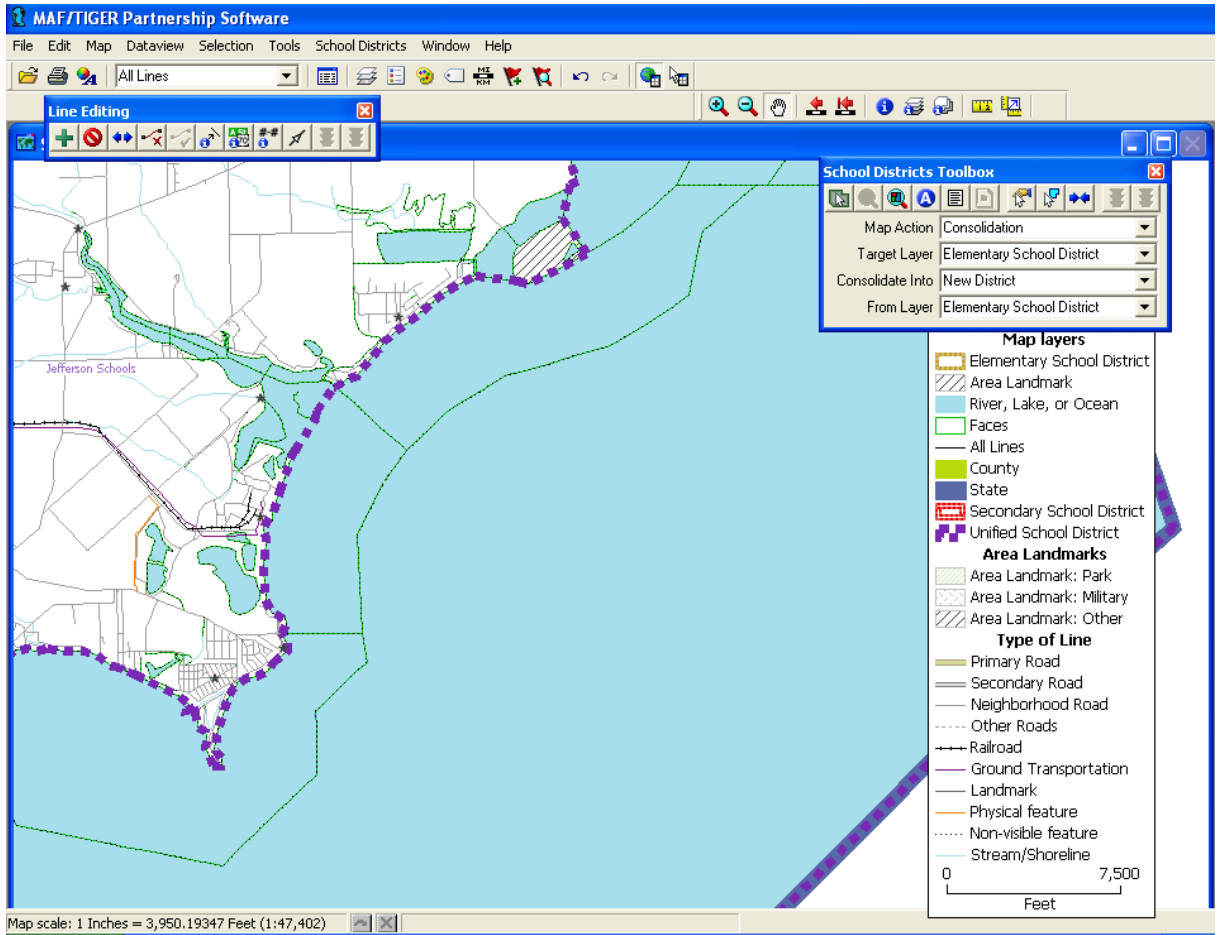 MAF/TIGER Partnership Software
File Edit Map Dataview Selection Tools School Districts Window Help
All Lines
Line Editing
School Districts Toolbox
Map Action Consolidation
Target Layer Elementary School District
Consolidate Into New District
From Layer Elementary School District
Jefferson Schools
Map layers
Elementary School District
Area Landmark
River, Lake, or Ocean
Faces
All Lines
County
State
Secondary School District
Unified School District
Area Landmarks
Area Landmark: Park
Area Landmark: Military
Area Landmark: Other
Type of Line
Primary Road
Secondary Road
Neighborhood Road
Other Roads
Railroad
Ground Transportation
Landmark
Physical feature
Non-visible feature
Stream/Shoreline
0 7,500
Feet
Map scale: 1 Inches = 3,950.19347 Feet (1:47,402)